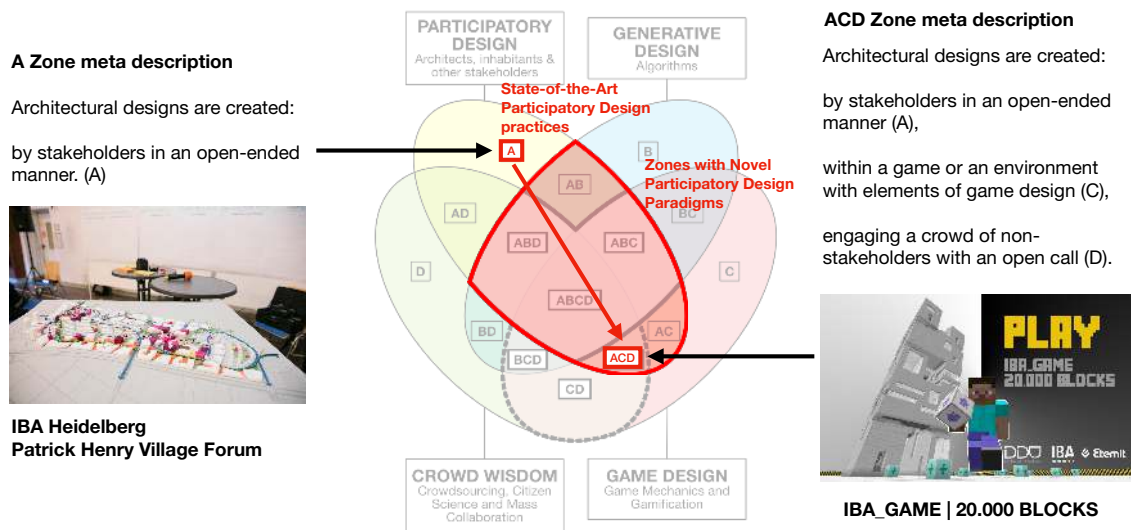 A Zone meta description
Architectural designs are created:
by stakeholders in an open-ended
manner. (A)
IBA Heidelberg
Patrick Henry Village Forum
PARTICIPATORY
DESIGN
Architects, inhabitants &
other stakeholders
GENERATIVE
DESIGN
Algorithms
State-of-the-Art
Participatory Design
practices
A
B
Zones with Novel
Participatory Design
Paradigms
AB
AD
BC
ABD
ABC
D
C
ABCD
BD
AC
BCD
ACD
CD
CROWD WISDOM
Crowdsourcing, Citizen
Science and Mass
Collaboration
GAME DESIGN
Game Mechanics and
Gamification
ACD Zone meta description
Architectural designs are created:
by stakeholders in an open-ended
manner (A),
within a game or an environment
with elements of game design (C),
engaging a crowd of non-
stakeholders with an open call (D).
PLAY
IBA_GAME
20.000 BLOCKS
DDU
IBA
Eternit
IBA_GAME | 20.000 BLOCKS